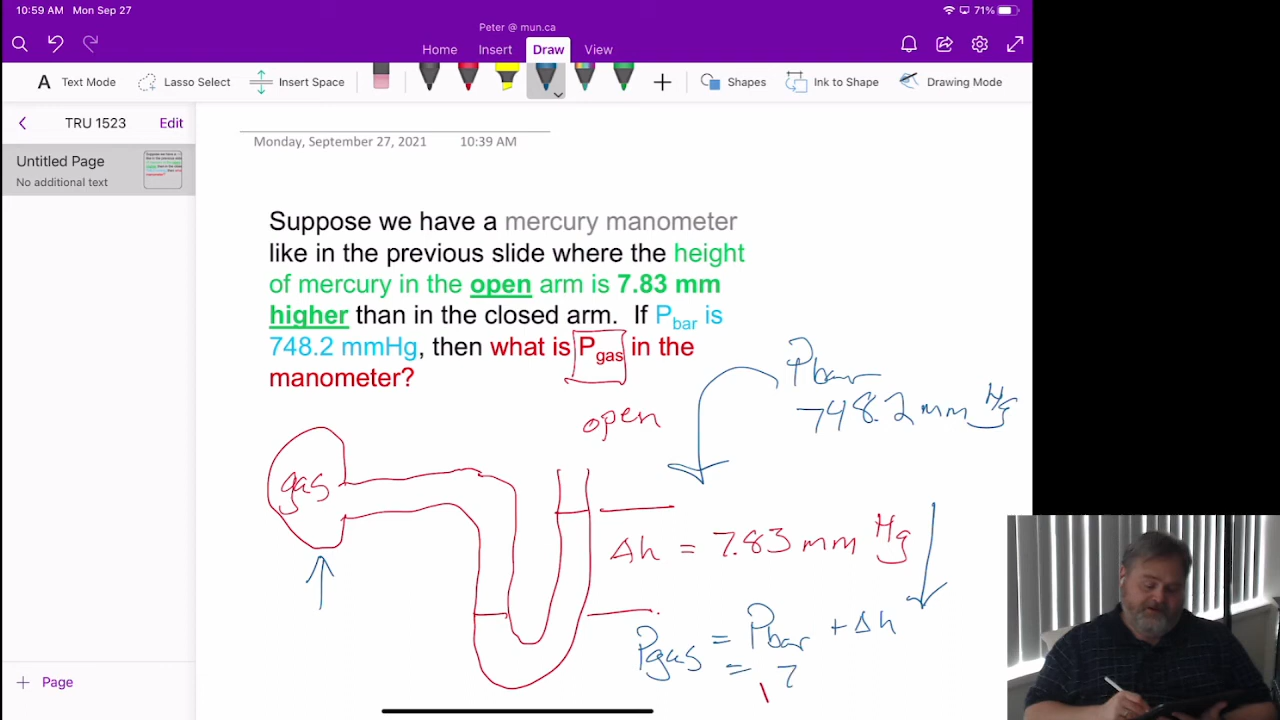 10:59 AM Mon Sep 27
71%
Peter @ mun.ca
Home Insert Draw View
A Text Mode Lasso Select Insert Space Shapes Ink to Shape Drawing Mode
TRU 1523 Edit
Untitled Page
No additional text
Monday, September 27, 2021 10:39 AM
Suppose we have a mercury manometer
like in the previous slide where the height
of mercury in the open arm is 7.83 mm
higher than in the closed arm. If Pbar is
748.2 mmHg, then what is Pgas in the
manometer?
Pbar
748.2 mm Hg
open
gas
Δh = 7.83 mm Hg
Pgas = Pbar + Δh
= 7
+ Page